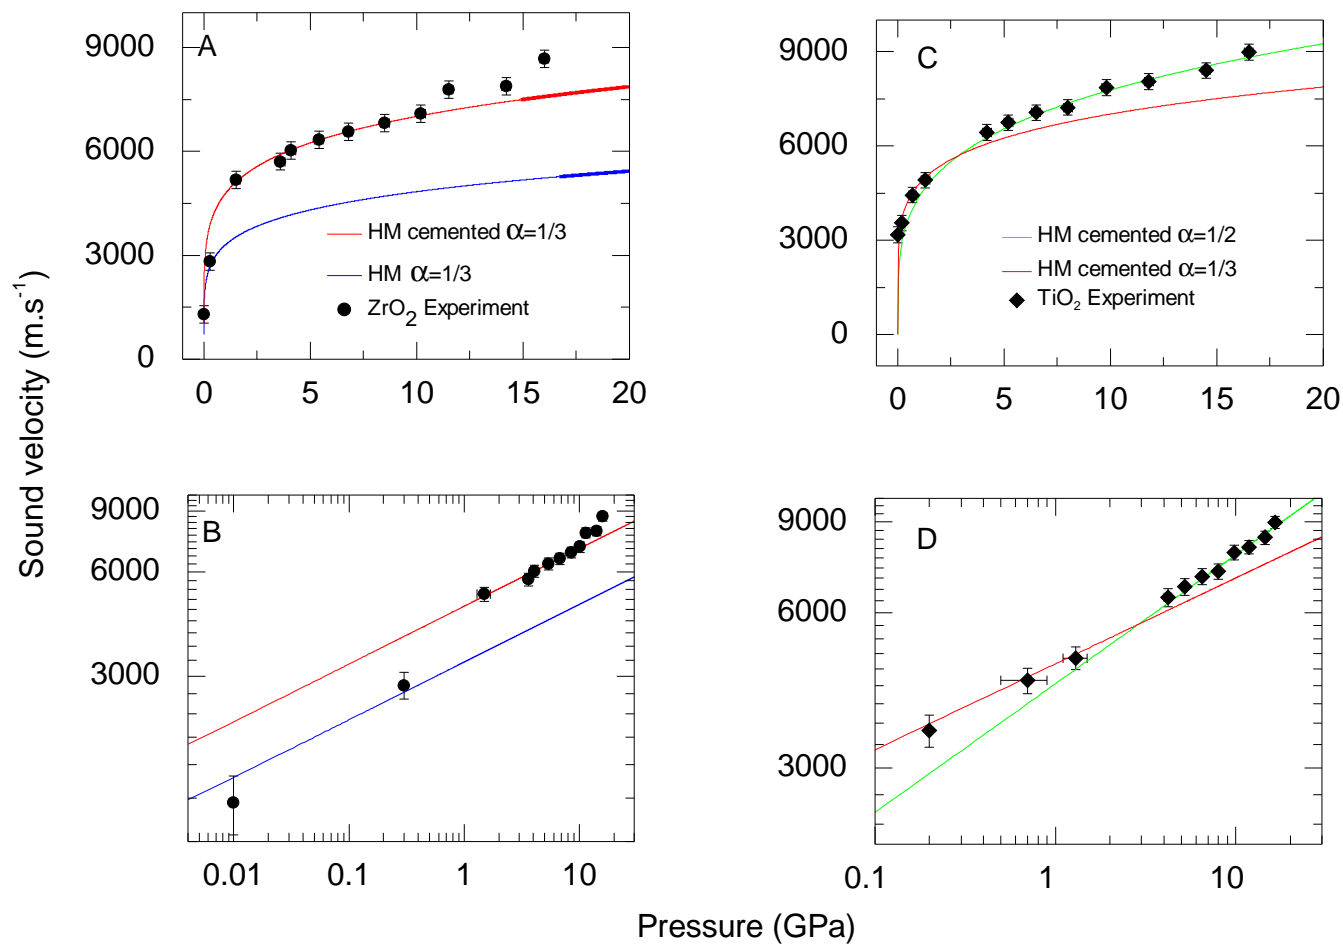 Sound velocity (m.s⁻¹)
A
9000
6000
3000
0
HM cemented α=1/3
HM α=1/3
ZrO₂ Experiment
0 5 10 15 20
C
9000
6000
3000
0
HM cemented α=1/2
HM cemented α=1/3
TiO₂ Experiment
0 5 10 15 20
B
9000
6000
3000
0.01 0.1 1 10
D
9000
6000
3000
0.1 1 10
Pressure (GPa)